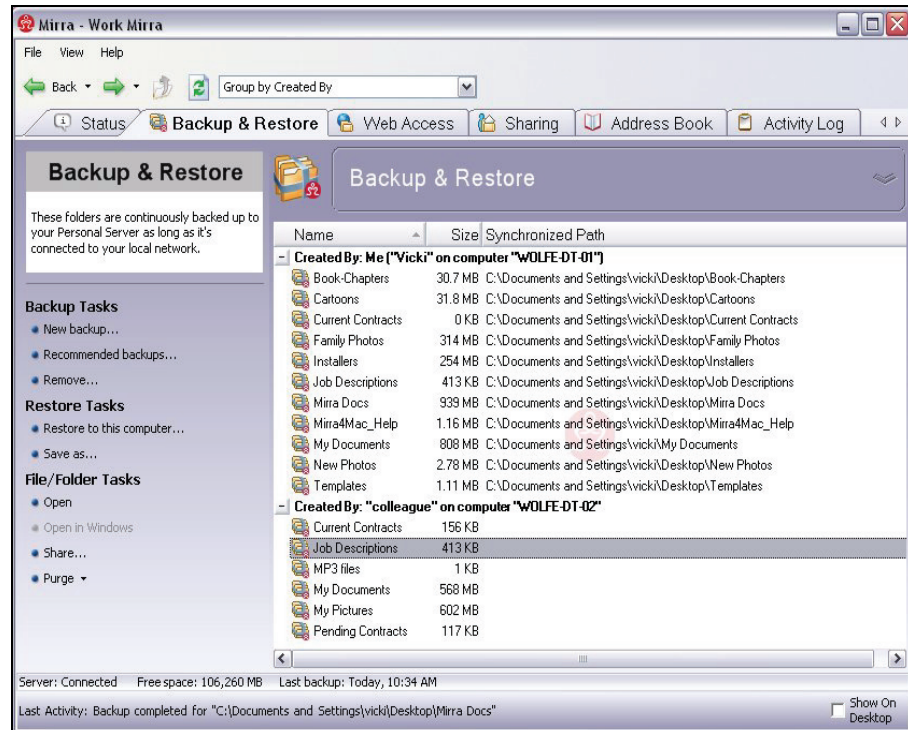 Mirra - Work Mirra
File View Help
Back Group by Created By
Status Backup & Restore Web Access Sharing Address Book Activity Log
Backup & Restore
These folders are continuously backed up to
your Personal Server as long as it's
connected to your local network.
Backup Tasks
New backup...
Recommended backups...
Remove...
Restore Tasks
Restore to this computer...
Save as...
File/Folder Tasks
Open
Open in Windows
Share...
Purge
Backup & Restore
Name Size Synchronized Path
Created By: Me ("Vicki" on computer "WOLFE-DT-01")
Book-Chapters 30.7 MB C:\Documents and Settings\vicki\Desktop\Book-Chapters
Cartoons 31.8 MB C:\Documents and Settings\vicki\Desktop\Cartoons
Current Contracts 0 KB C:\Documents and Settings\vicki\Desktop\Current Contracts
Family Photos 314 MB C:\Documents and Settings\vicki\Desktop\Family Photos
Installers 254 MB C:\Documents and Settings\vicki\Desktop\Installers
Job Descriptions 413 KB C:\Documents and Settings\vicki\Desktop\Job Descriptions
Mirra Docs 939 MB C:\Documents and Settings\vicki\Desktop\Mirra Docs
Mirra4Mac_Help 1.16 MB C:\Documents and Settings\vicki\Desktop\Mirra4Mac_Help
My Documents 808 MB C:\Documents and Settings\vicki\My Documents
New Photos 2.78 MB C:\Documents and Settings\vicki\Desktop\New Photos
Templates 1.11 MB C:\Documents and Settings\vicki\Desktop\Templates
Created By: "colleague" on computer "WOLFE-DT-02"
Current Contracts 156 KB
Job Descriptions 413 KB
MP3 files 1 KB
My Documents 568 MB
My Pictures 602 MB
Pending Contracts 117 KB
Server: Connected Free space: 106,260 MB Last backup: Today, 10:34 AM
Last Activity: Backup completed for "C:\Documents and Settings\vicki\Desktop\Mirra Docs"
Show On
Desktop